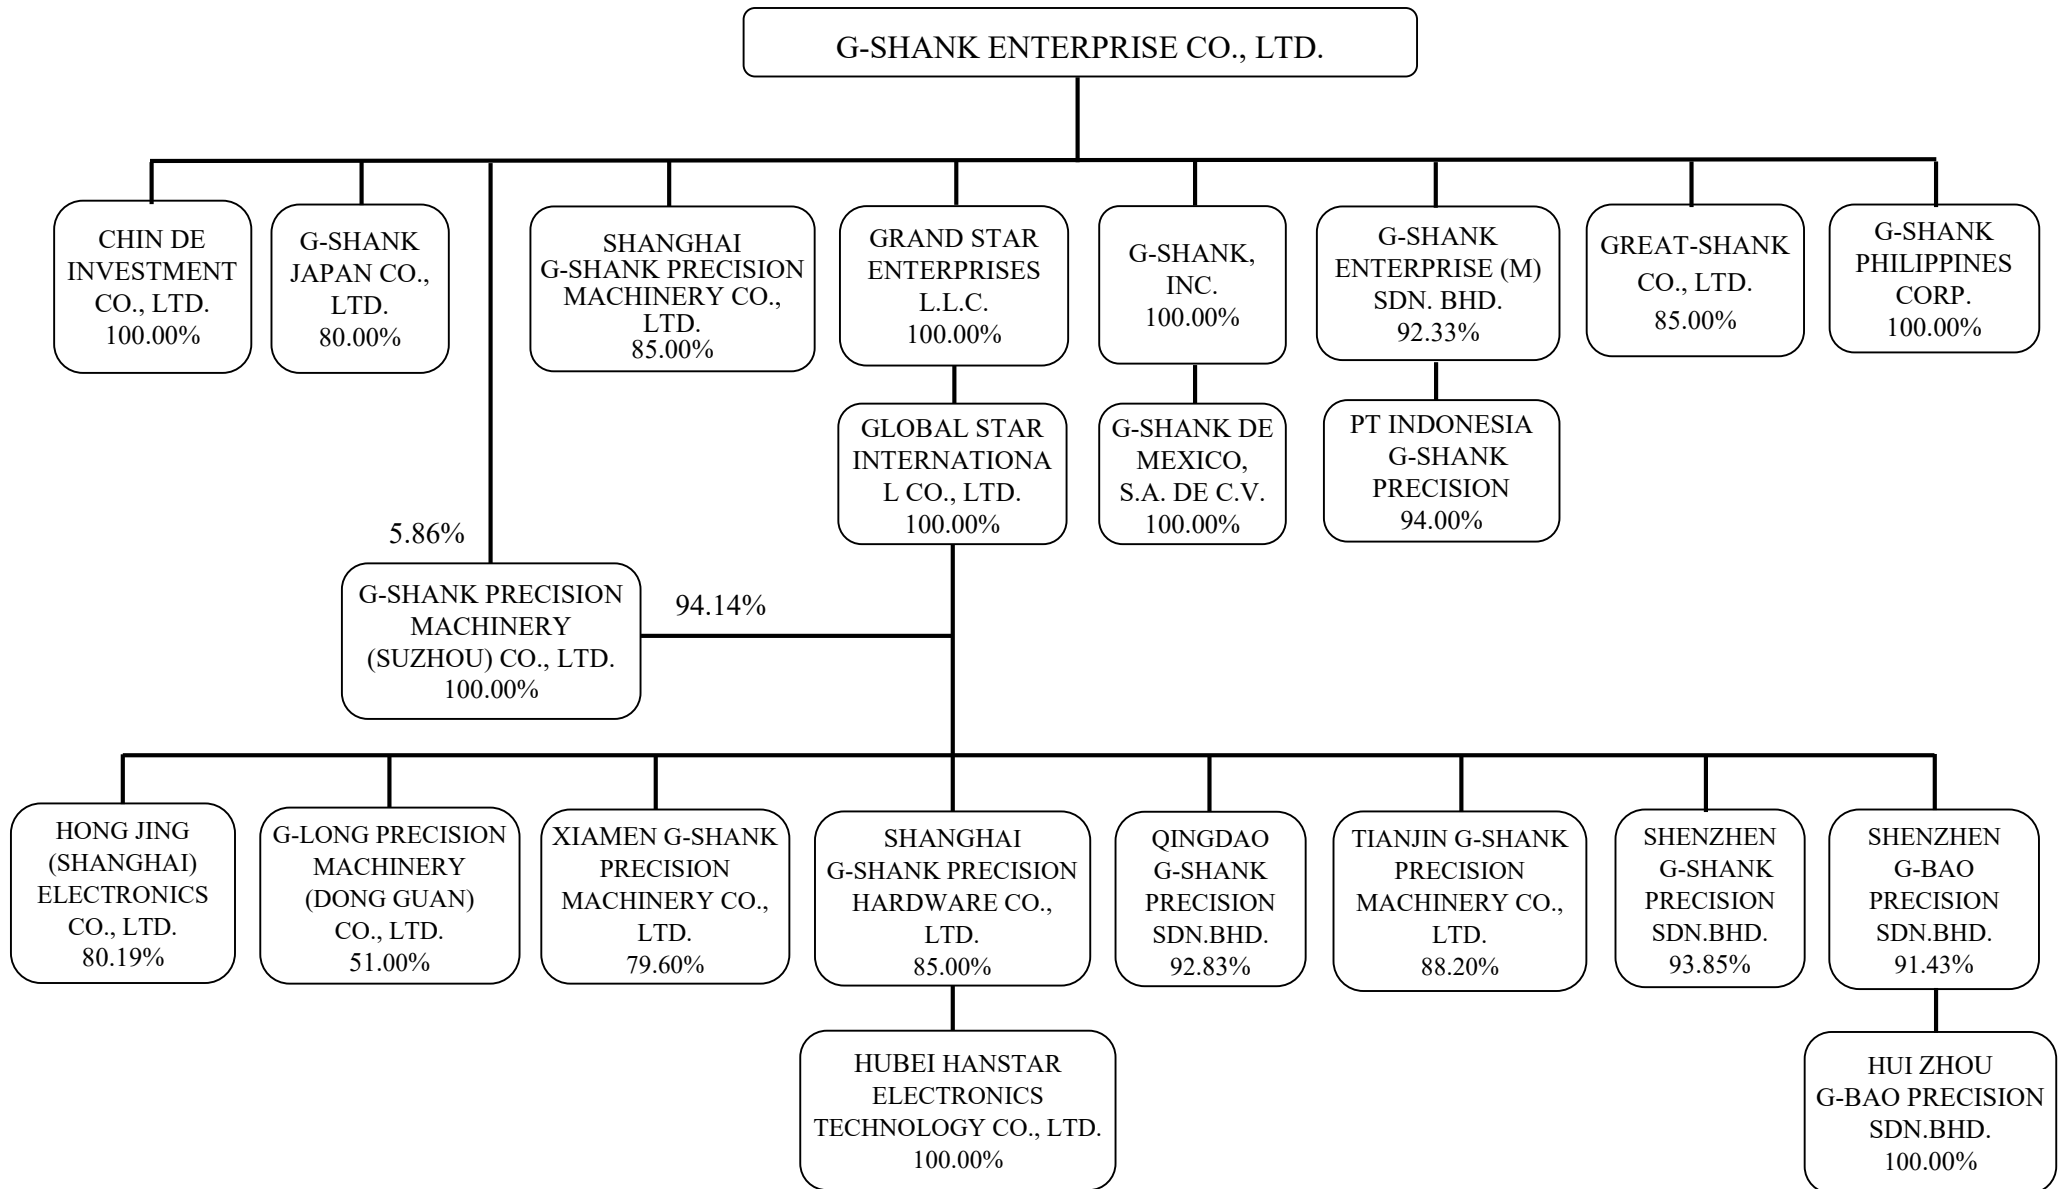 G-SHANK ENTERPRISE CO., LTD.
CHIN DE
INVESTMENT
CO., LTD.
100.00%
G-SHANK
JAPAN CO.,
LTD.
80.00%
SHANGHAI
G-SHANK PRECISION
MACHINERY CO.,
LTD.
85.00%
GRAND STAR
ENTERPRISES
L.L.C.
100.00%
G-SHANK,
INC.
100.00%
G-SHANK
ENTERPRISE (M)
SDN. BHD.
92.33%
GREAT-SHANK
CO., LTD.
85.00%
G-SHANK
PHILIPPINES
CORP.
100.00%
GLOBAL STAR
INTERNATIONA
L CO., LTD.
100.00%
G-SHANK DE
MEXICO,
S.A. DE C.V.
100.00%
PT INDONESIA
G-SHANK
PRECISION
94.00%
5.86%
G-SHANK PRECISION
MACHINERY
(SUZHOU) CO., LTD.
100.00%
94.14%
HONG JING
(SHANGHAI)
ELECTRONICS
CO., LTD.
80.19%
G-LONG PRECISION
MACHINERY
(DONG GUAN)
CO., LTD.
51.00%
XIAMEN G-SHANK
PRECISION
MACHINERY CO.,
LTD.
79.60%
SHANGHAI
G-SHANK PRECISION
HARDWARE CO.,
LTD.
85.00%
QINGDAO
G-SHANK
PRECISION
SDN.BHD.
92.83%
TIANJIN G-SHANK
PRECISION
MACHINERY CO.,
LTD.
88.20%
SHENZHEN
G-SHANK
PRECISION
SDN.BHD.
93.85%
SHENZHEN
G-BAO
PRECISION
SDN.BHD.
91.43%
HUBEI HANSTAR
ELECTRONICS
TECHNOLOGY CO., LTD.
100.00%
HUI ZHOU
G-BAO PRECISION
SDN.BHD.
100.00%